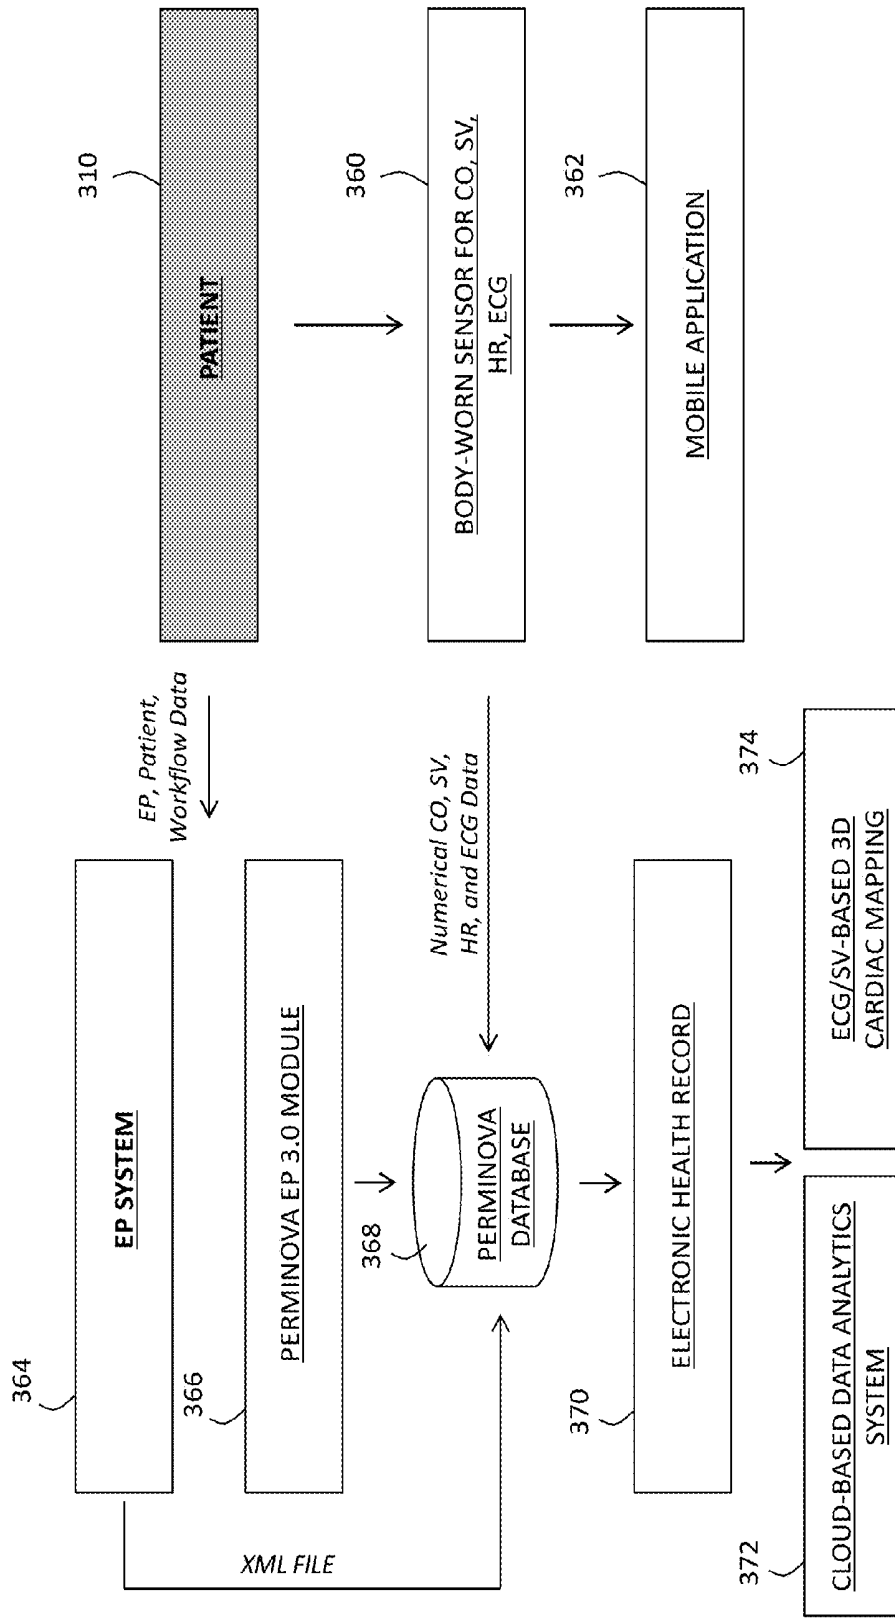 364
EP SYSTEM
EP, Patient,
Workflow Data
310
PATIENT
366
PERMINOVA EP 3.0 MODULE
XML FILE
368
PERMINOVA
DATABASE
Numerical CO, SV,
HR, and ECG Data
360
BODY-WORN SENSOR FOR CO, SV,
HR, ECG
370
ELECTRONIC HEALTH RECORD
362
MOBILE APPLICATION
372
CLOUD-BASED DATA ANALYTICS
SYSTEM
374
ECG/SV-BASED 3D
CARDIAC MAPPING